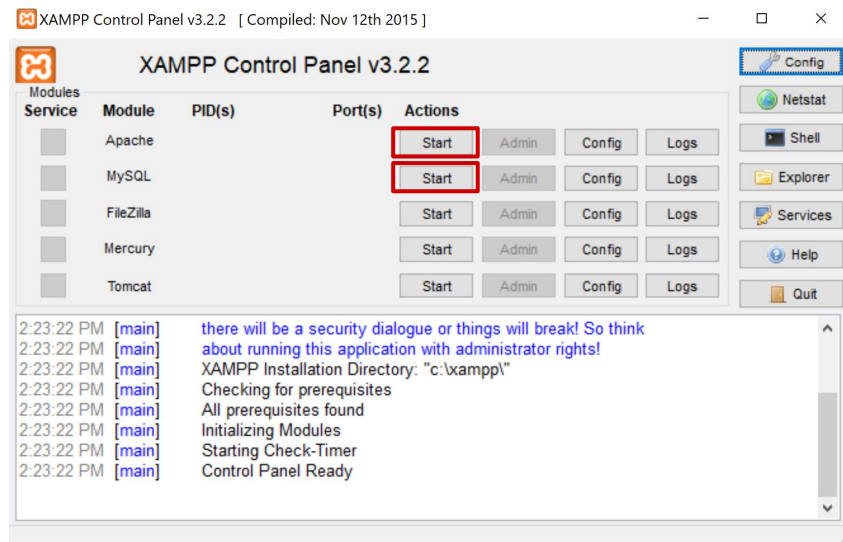 XAMPP Control Panel v3.2.2 [ Compiled: Nov 12th 2015 ]
XAMPP Control Panel v3.2.2
Config
Modules
Service Module PID(s) Port(s) Actions
Netstat
Apache Start Admin Config Logs
Shell
MySQL Start Admin Config Logs
Explorer
FileZilla Start Admin Config Logs
Services
Mercury Start Admin Config Logs
Help
Tomcat Start Admin Config Logs
Quit
2:23:22 PM [main] there will be a security dialogue or things will break! So think
2:23:22 PM [main] about running this application with administrator rights!
2:23:22 PM [main] XAMPP Installation Directory: "c:\xampp\"
2:23:22 PM [main] Checking for prerequisites
2:23:22 PM [main] All prerequisites found
2:23:22 PM [main] Initializing Modules
2:23:22 PM [main] Starting Check-Timer
2:23:22 PM [main] Control Panel Ready